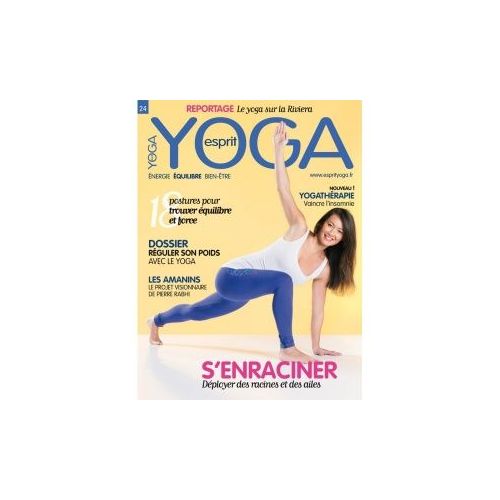 24
REPORTAGE Le yoga sur la Riviera
YOGA
esprit
YOGA
ÉNERGIE ÉQUILIBRE BIEN-ÊTRE
www.esprityoga.fr
NOUVEAU !
YOGATHÉRAPIE
Vaincre l'insomnie
18 postures pour
trouver équilibre
et force
DOSSIER
RÉGULER SON POIDS
AVEC LE YOGA
LES AMANINS
LE PROJET VISIONNAIRE
DE PIERRE RABHI
S'ENRACINER
Déployer des racines et des ailes